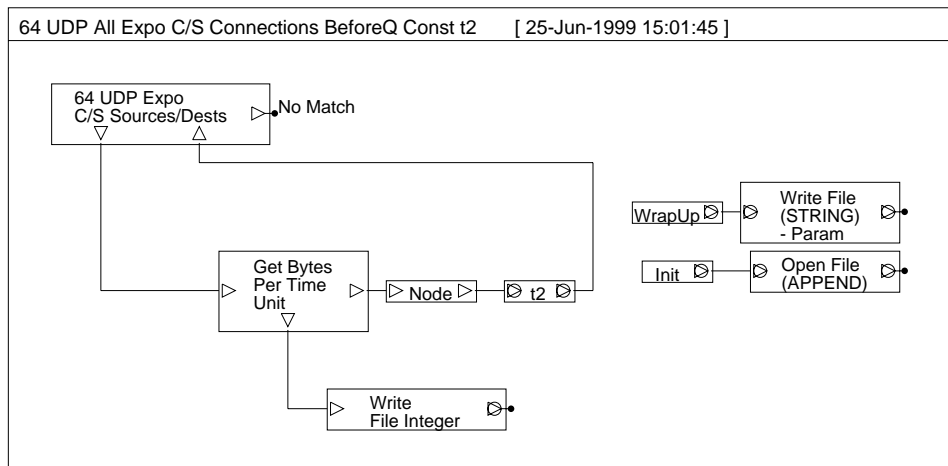 64 UDP All Expo C/S Connections BeforeQ Const t2 [ 25-Jun-1999 15:01:45 ]
64 UDP Expo
C/S Sources/Dests
No Match
WrapUp
Write File
(STRING)
- Param
Init
Open File
(APPEND)
Get Bytes
Per Time
Unit
Node
t2
Write
File Integer